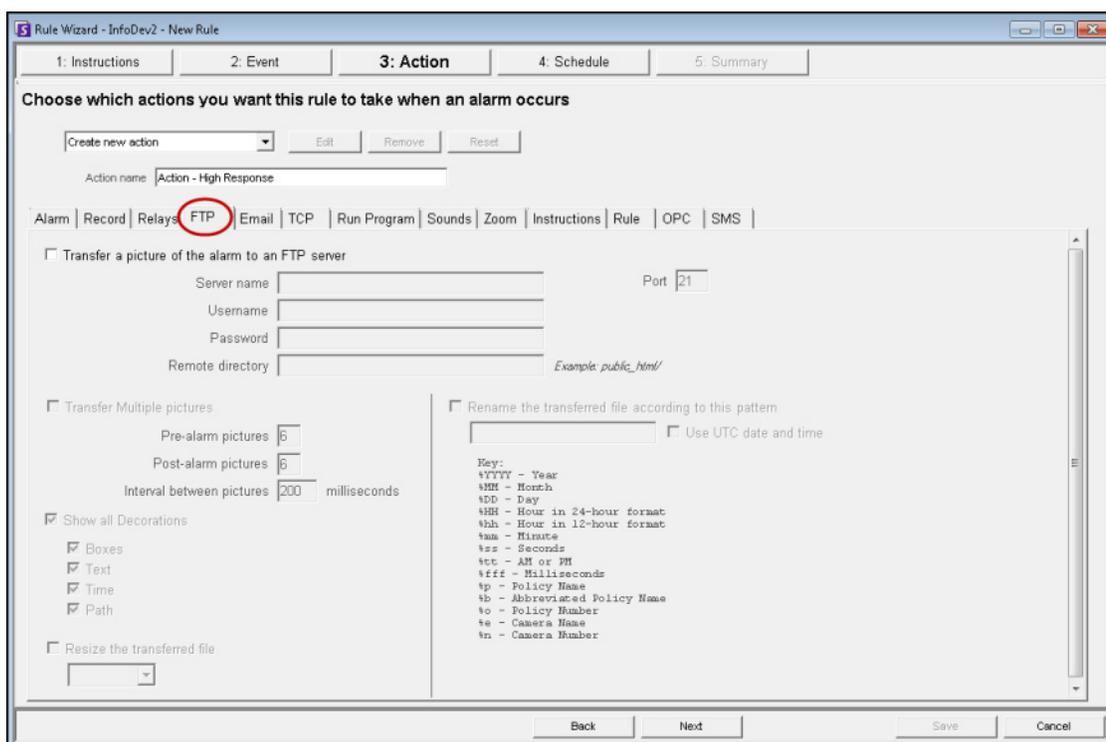 Rule Wizard - InfoDev2 - New Rule
1: Instructions 2: Event 3: Action 4: Schedule 5: Summary
Choose which actions you want this rule to take when an alarm occurs
Create new action Edit Remove Reset
Action name Action - High Response
Alarm Record Relays FTP Email TCP Run Program Sounds Zoom Instructions Rule OPC SMS
Transfer a picture of the alarm to an FTP server
Server name Port 21
Username
Password
Remote directory Example: public_html/
Transfer Multiple pictures
Pre-alarm pictures 6
Post-alarm pictures 6
Interval between pictures 200 milliseconds
Show all Decorations
Boxes
Text
Time
Path
Resize the transferred file
Rename the transferred file according to this pattern
Use UTC date and time
Key:
%YYYY - Year
%MM - Month
%DD - Day
%HH - Hour in 24-hour format
%hh - Hour in 12-hour format
%mm - Minute
%ss - Seconds
%tt - AM or PM
%fff - Milliseconds
%p - Policy Name
%b - Abbreviated Policy Name
%o - Policy Number
%e - Camera Name
%n - Camera Number
Back Next Save Cancel